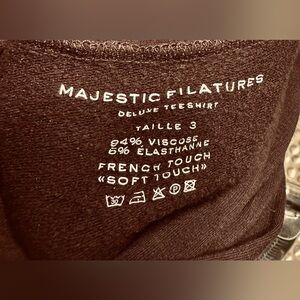 MAJESTIC FILATURES
DELUXE TEESHIRT
TAILLE 3
94% VISCOSE
6% ELASTHANNE
FRENCH TOUCH
«SOFT TOUCH»